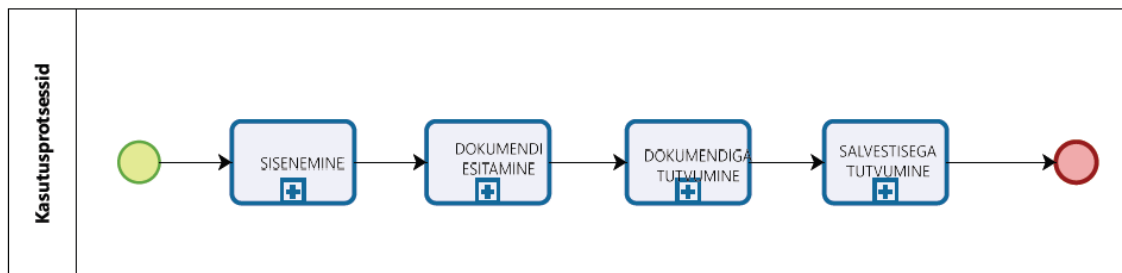 Kasutusprotsessid
SISENEMINE
DOKUMENDI
ESITAMINE
DOKUMENDIGA
TUTVUMINE
SALVESTISEGA
TUTVUMINE